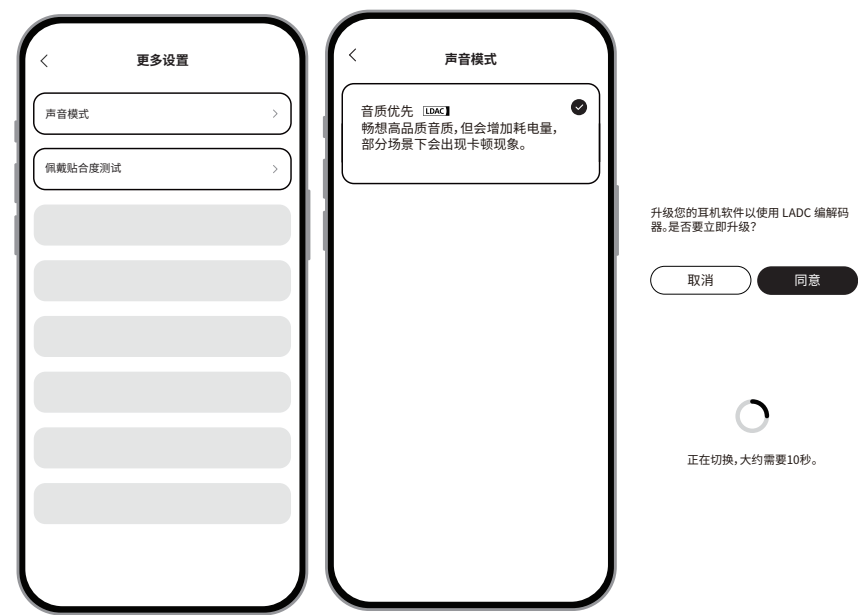 更多设置
声音模式
佩戴贴合度测试
声音模式
音质优先 LDAC
畅想高品质音质，但会增加耗电量，
部分场景下会出现卡顿现象。
升级您的耳机软件以使用 LADC 编解码
器。是否要立即升级？
取消 同意
正在切换，大约需要10秒。